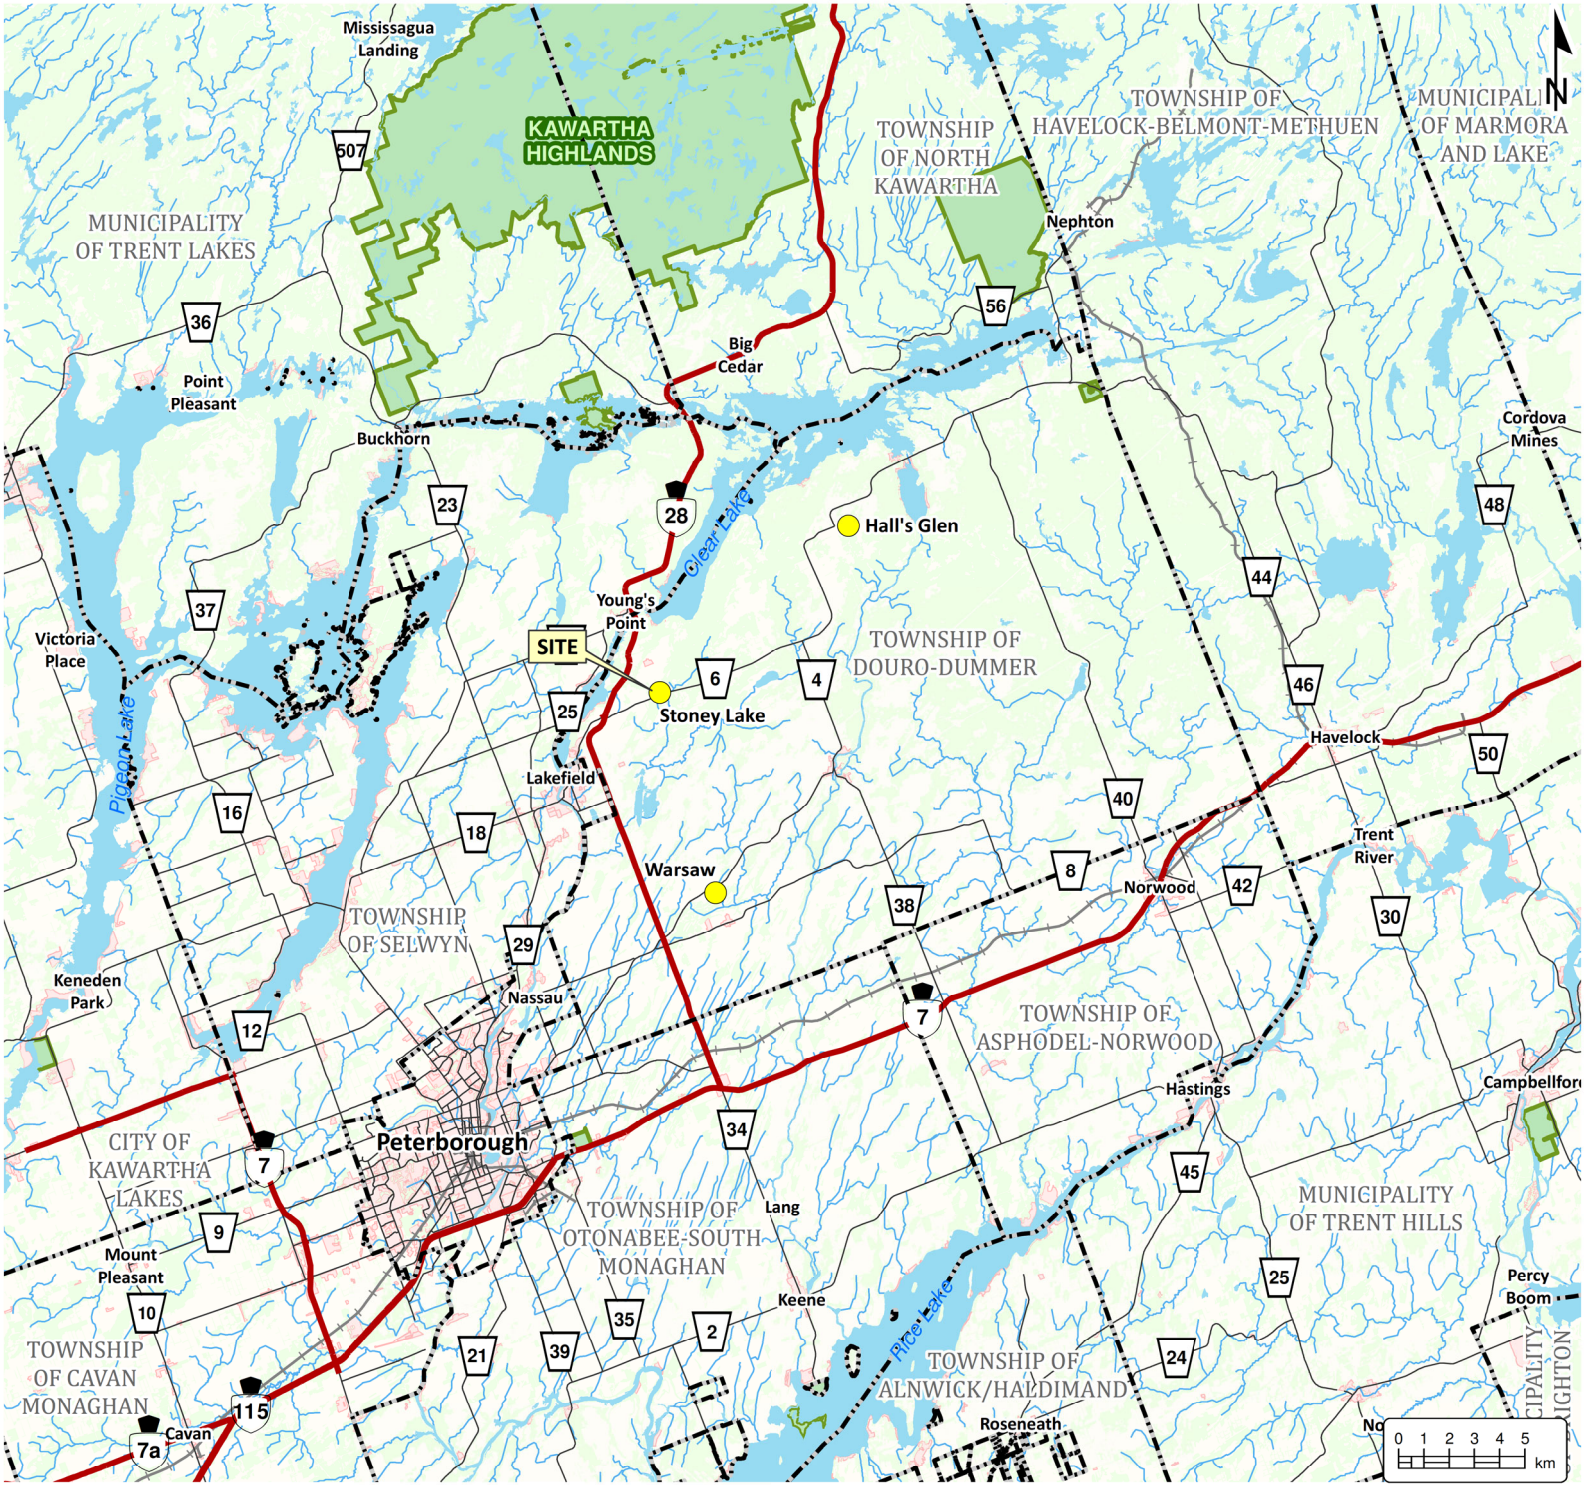 Mississagua
Landing
N
KAWARTHA
HIGHLANDS
507
TOWNSHIP
OF NORTH
KAWARTHA
TOWNSHIP OF
HAVELOCK-BELMONT-METHUEN
MUNICIPALI
OF MARMORA
AND LAKE
MUNICIPALITY
OF TRENT LAKES
Nephton
36
56
Big
Cedar
Point
Pleasant
Buckhorn
Cordova
Mines
23
28
Clear Lake
Hall's Glen
48
44
37
Young's
Point
Victoria
Place
SITE
TOWNSHIP OF
DOURO-DUMMER
6
4
46
25
Stoney Lake
Havelock
50
Pigeon Lake
Lakefield
16
18
40
Trent
River
Warsaw
8
Norwood
42
38
30
TOWNSHIP
OF SELWYN
29
Keneden
Park
Nassau
12
7
TOWNSHIP OF
ASPHODEL-NORWOOD
Hastings
Campbellford
CITY OF
KAWARTHA
LAKES
7
Peterborough
34
45
MUNICIPALITY
OF TRENT HILLS
9
TOWNSHIP OF
OTONABEE-SOUTH
MONAGHAN
Lang
Mount
Pleasant
10
Keene
25
Percy
Boom
35
2
Rice Lake
21
39
24
TOWNSHIP
OF CAVAN
MONAGHAN
TOWNSHIP OF
ALNWICK/HALDIMAND
CIPALITY
IGHTON
115
Cavan
7a
Roseneath
No
0 1 2 3 4 5
km